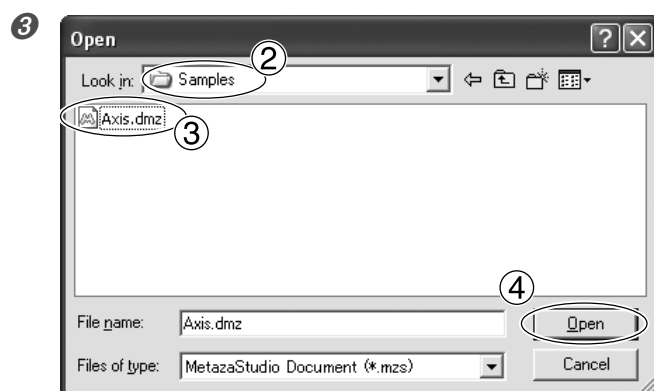 3
Open
2
Look in: Samples
Axis.dmz
3
4
File name: Axis.dmz Open
Files of type: MetazaStudio Document (*.mzs) Cancel